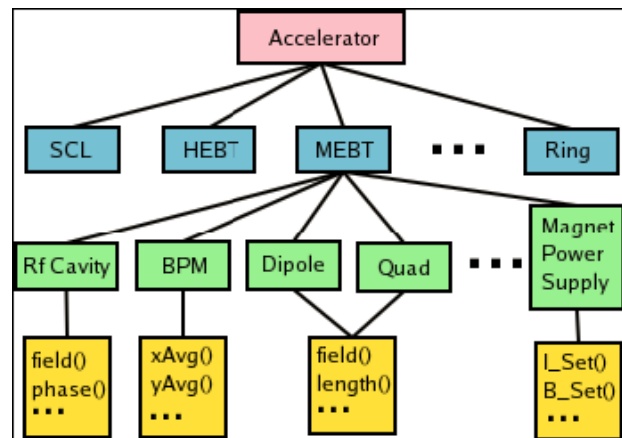 Accelerator
SCL
HEBT
MEBT
...
Ring
Rf Cavity
BPM
Dipole
Quad
...
Magnet
Power
Supply
field()
phase()
...
xAvg()
yAvg()
...
field()
length()
...
I_Set()
B_Set()
...